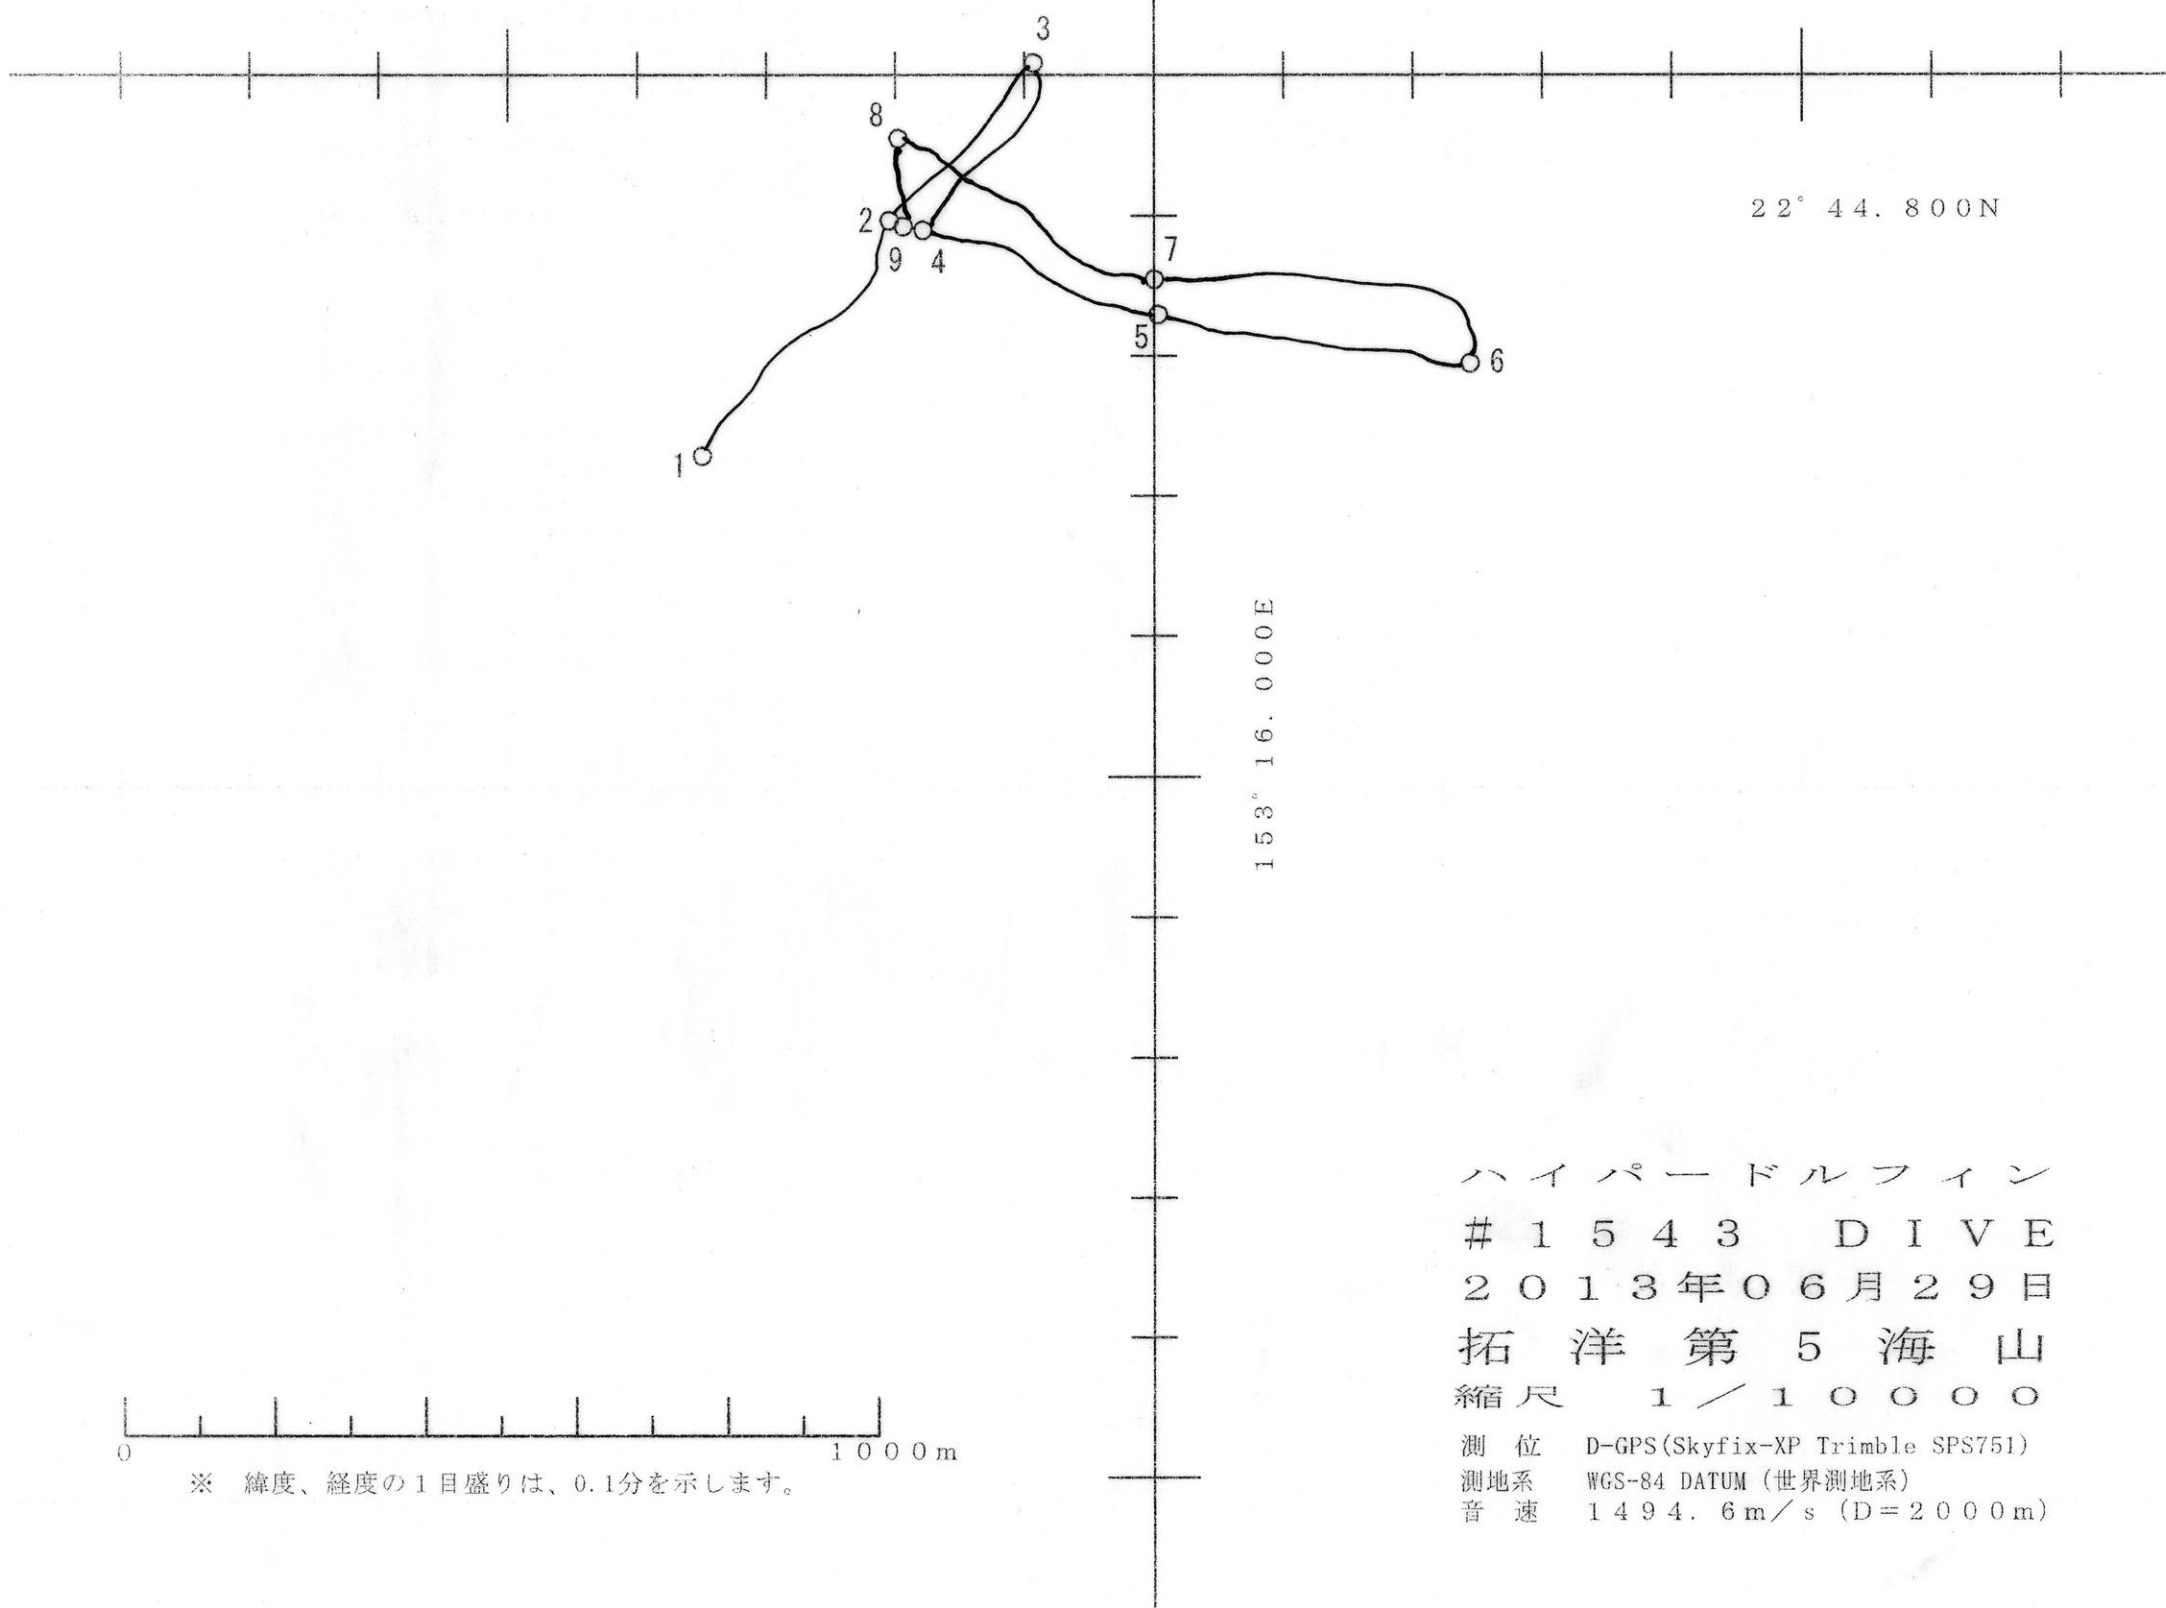 3
8
22°44.800N
2
7
9
4
5
6
1
153°16.000E
ハイパードルフィン
#1543 DIVE
2013年06月29日
拓洋第5海山
縮尺 1/10000
測位 D-GPS(Skyfix-XP Trimble SPS751)
測地系 WGS-84 DATUM (世界測地系)
音速 1494.6m/s (D=2000m)
0 1000m
※ 緯度、経度の1目盛りは、0.1分を示します。